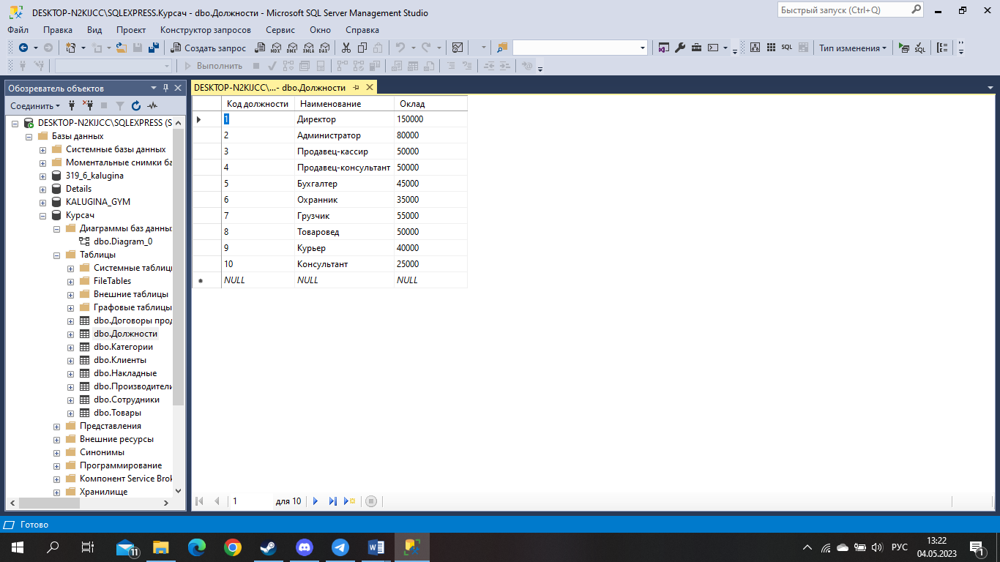 DESKTOP-N2KIJCC\SQLEXPRESS.Курсач - dbo.Должности - Microsoft SQL Server Management Studio
Быстрый запуск (Ctrl+Q)
Файл Правка Вид Проект Конструктор запросов Сервис Окно Справка
Создать запрос MDX DMX XMLA DAX SQL Тип изменения SQL
Выполнить
Обозреватель объектов
Соединить
DESKTOP-N2KIJCC\SQLEXPRESS (S
Базы данных
Системные базы данных
Моментальные снимки ба
319_6_kalugina
Details
KALUGINA_GYM
Курсач
Диаграммы баз данны
dbo.Diagram_0
Таблицы
Системные таблиц
FileTables
Внешние таблицы
Графовые таблицы
dbo.Договоры прод
dbo.Должности
dbo.Категории
dbo.Клиенты
dbo.Накладные
dbo.Производители
dbo.Сотрудники
dbo.Товары
Представления
Внешние ресурсы
Синонимы
Программирование
Компонент Service Brok
Хранилище
DESKTOP-N2KIJCC\...- dbo.Должности
Код должности Наименование Оклад
1 Директор 150000
2 Администратор 80000
3 Продавец-кассир 50000
4 Продавец-консультант 50000
5 Бухгалтер 45000
6 Охранник 35000
7 Грузчик 55000
8 Товаровед 50000
9 Курьер 40000
10 Консультант 25000
NULL NULL NULL
1 для 10
Готово
11
РУС
13:22
04.05.2023
1